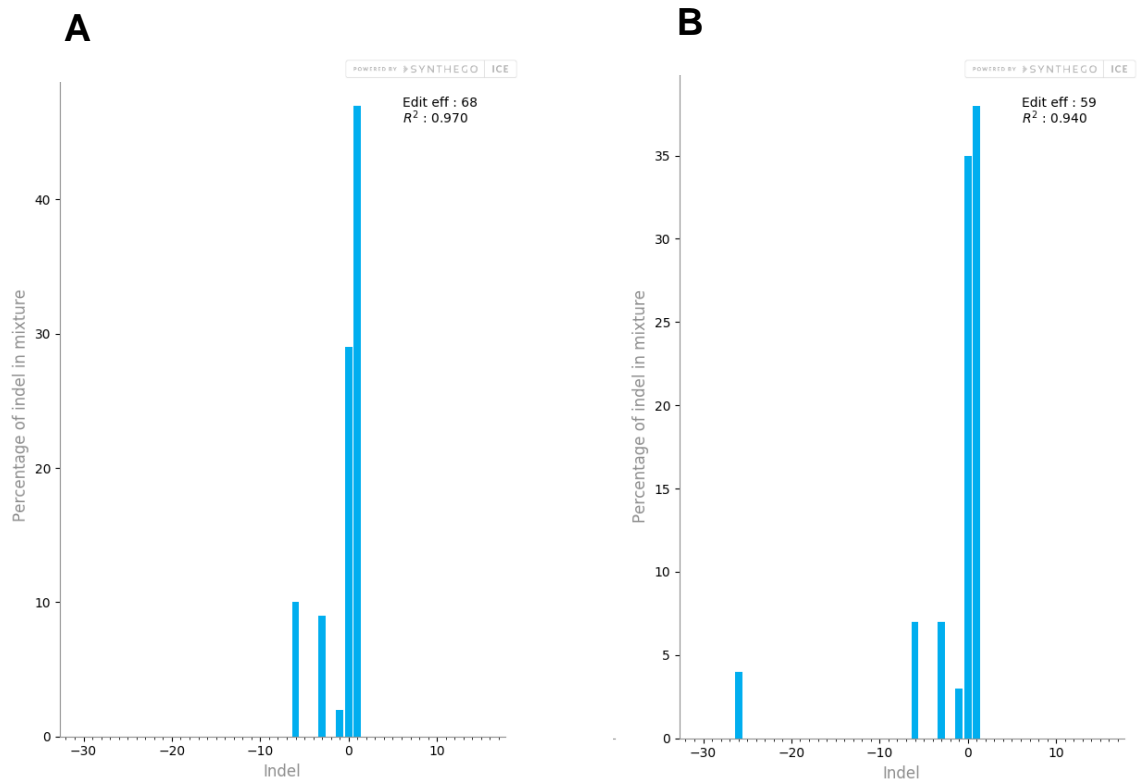 A
B
POWERED BY SYNTHEGO ICE
POWERED BY SYNTHEGO ICE
Edit eff : 68
R² : 0.970
Edit eff : 59
R² : 0.940
Percentage of indel in mixture
40
30
20
10
0
−30
−20
−10
0
10
Indel
Percentage of indel in mixture
35
30
25
20
15
10
5
0
−30
−20
−10
0
10
Indel